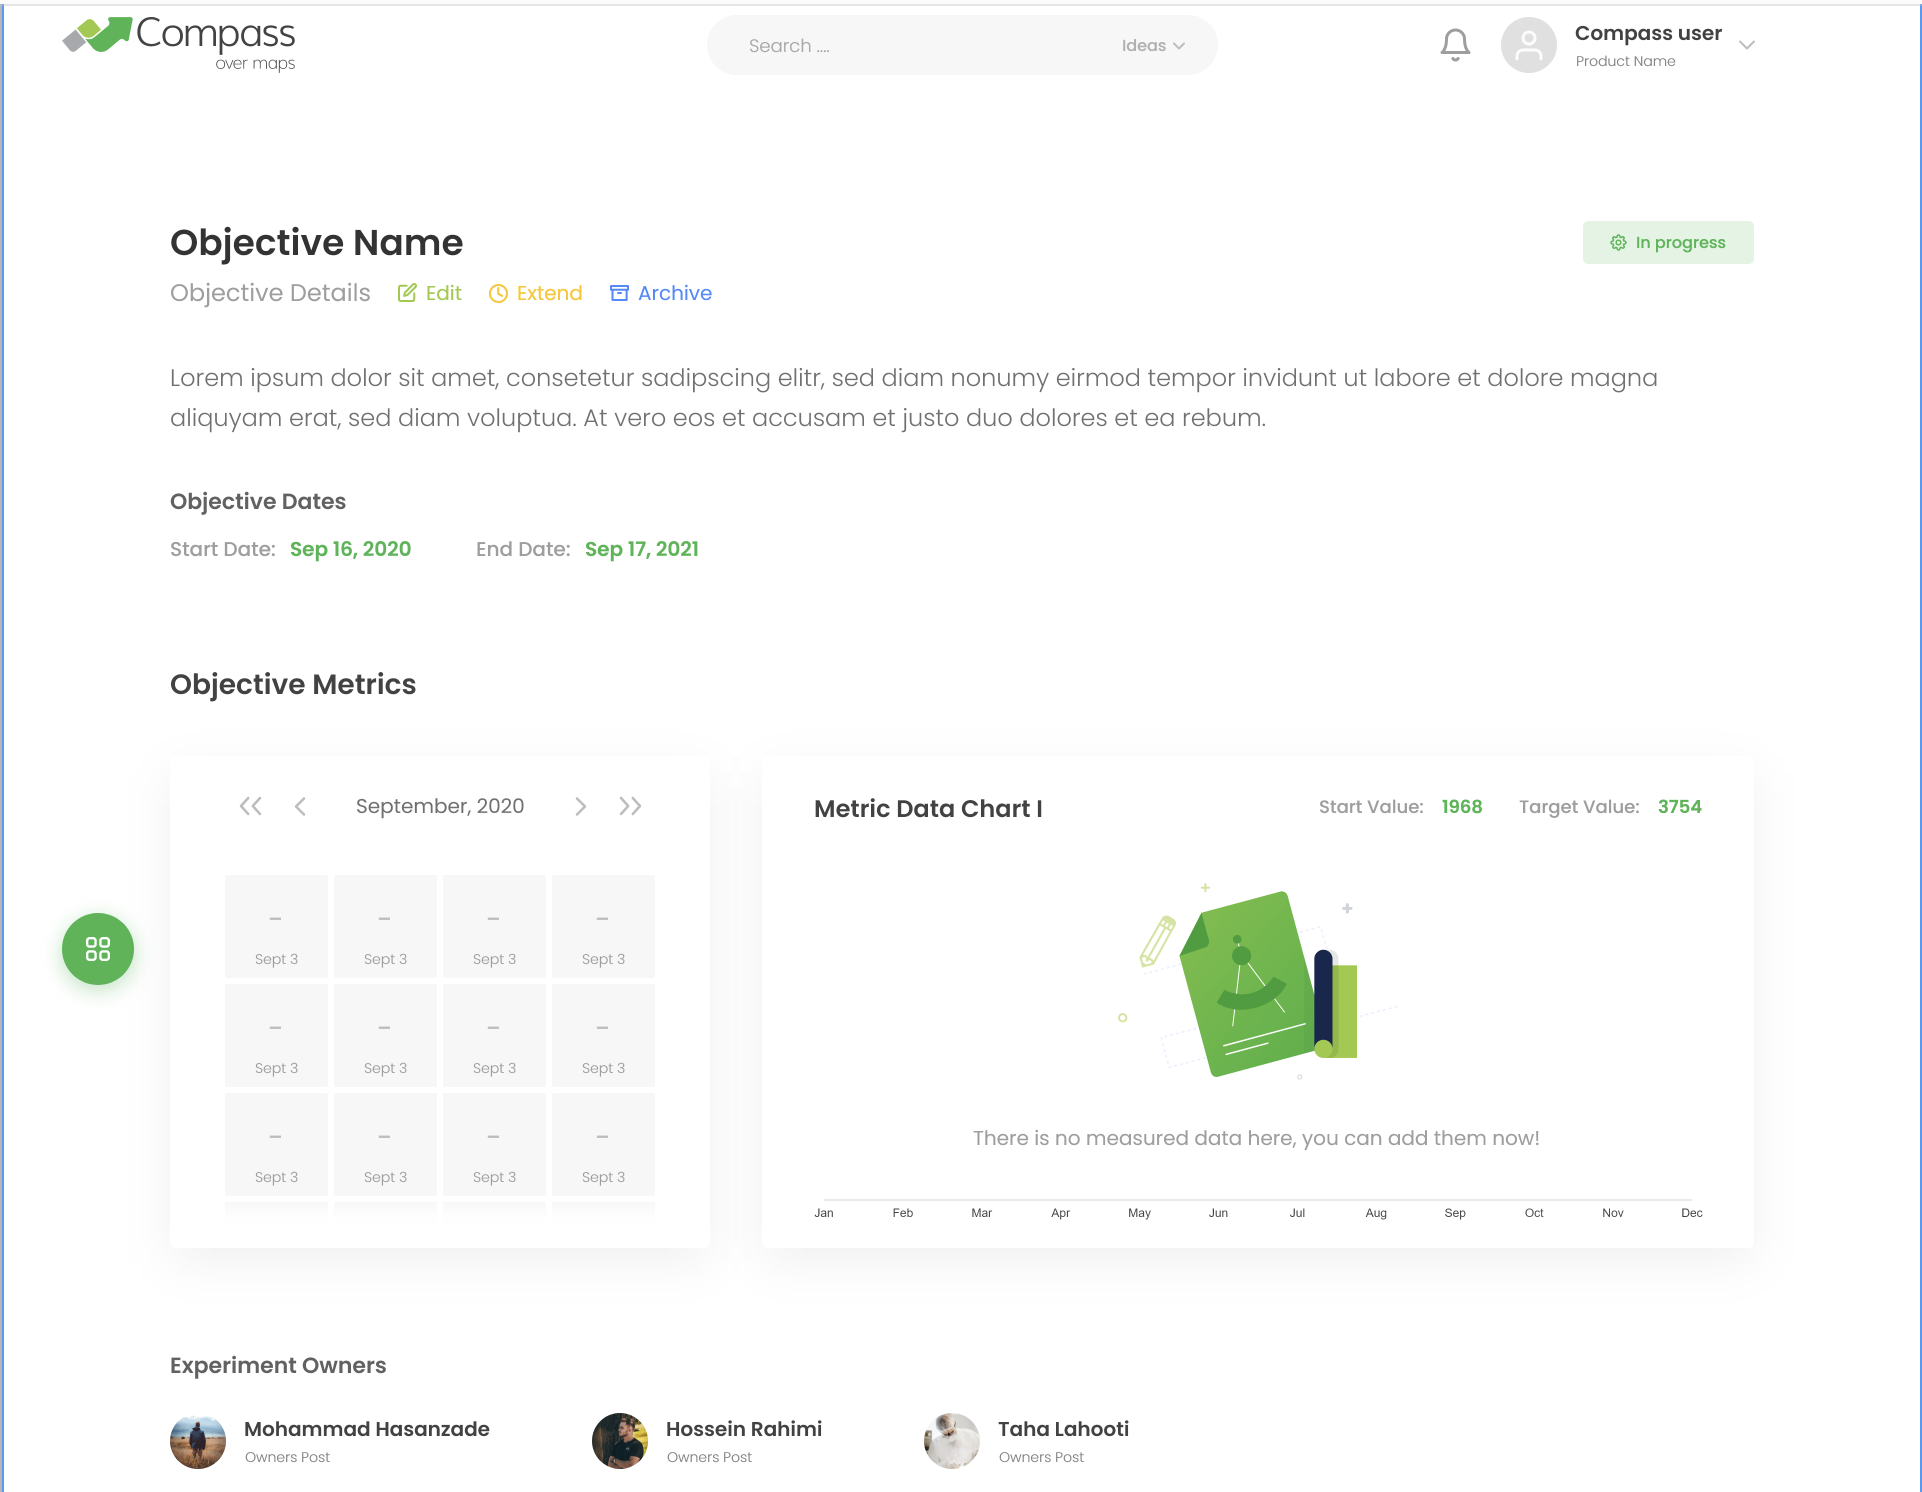 Compass
over maps
Search ....
Ideas
Compass user
Product Name
Objective Name
In progress
Objective Details
Edit
Extend
Archive
Lorem ipsum dolor sit amet, consetetur sadipscing elitr, sed diam nonumy eirmod tempor invidunt ut labore et dolore magna
aliquyam erat, sed diam voluptua. At vero eos et accusam et justo duo dolores et ea rebum.
Objective Dates
Start Date: Sep 16, 2020 End Date: Sep 17, 2021
Objective Metrics
September, 2020
– – – –
Sept 3 Sept 3 Sept 3 Sept 3
– – – –
Sept 3 Sept 3 Sept 3 Sept 3
– – – –
Sept 3 Sept 3 Sept 3 Sept 3
Metric Data Chart I
Start Value: 1968 Target Value: 3754
There is no measured data here, you can add them now!
Jan Feb Mar Apr May Jun Jul Aug Sep Oct Nov Dec
Experiment Owners
Mohammad Hasanzade
Owners Post
Hossein Rahimi
Owners Post
Taha Lahooti
Owners Post